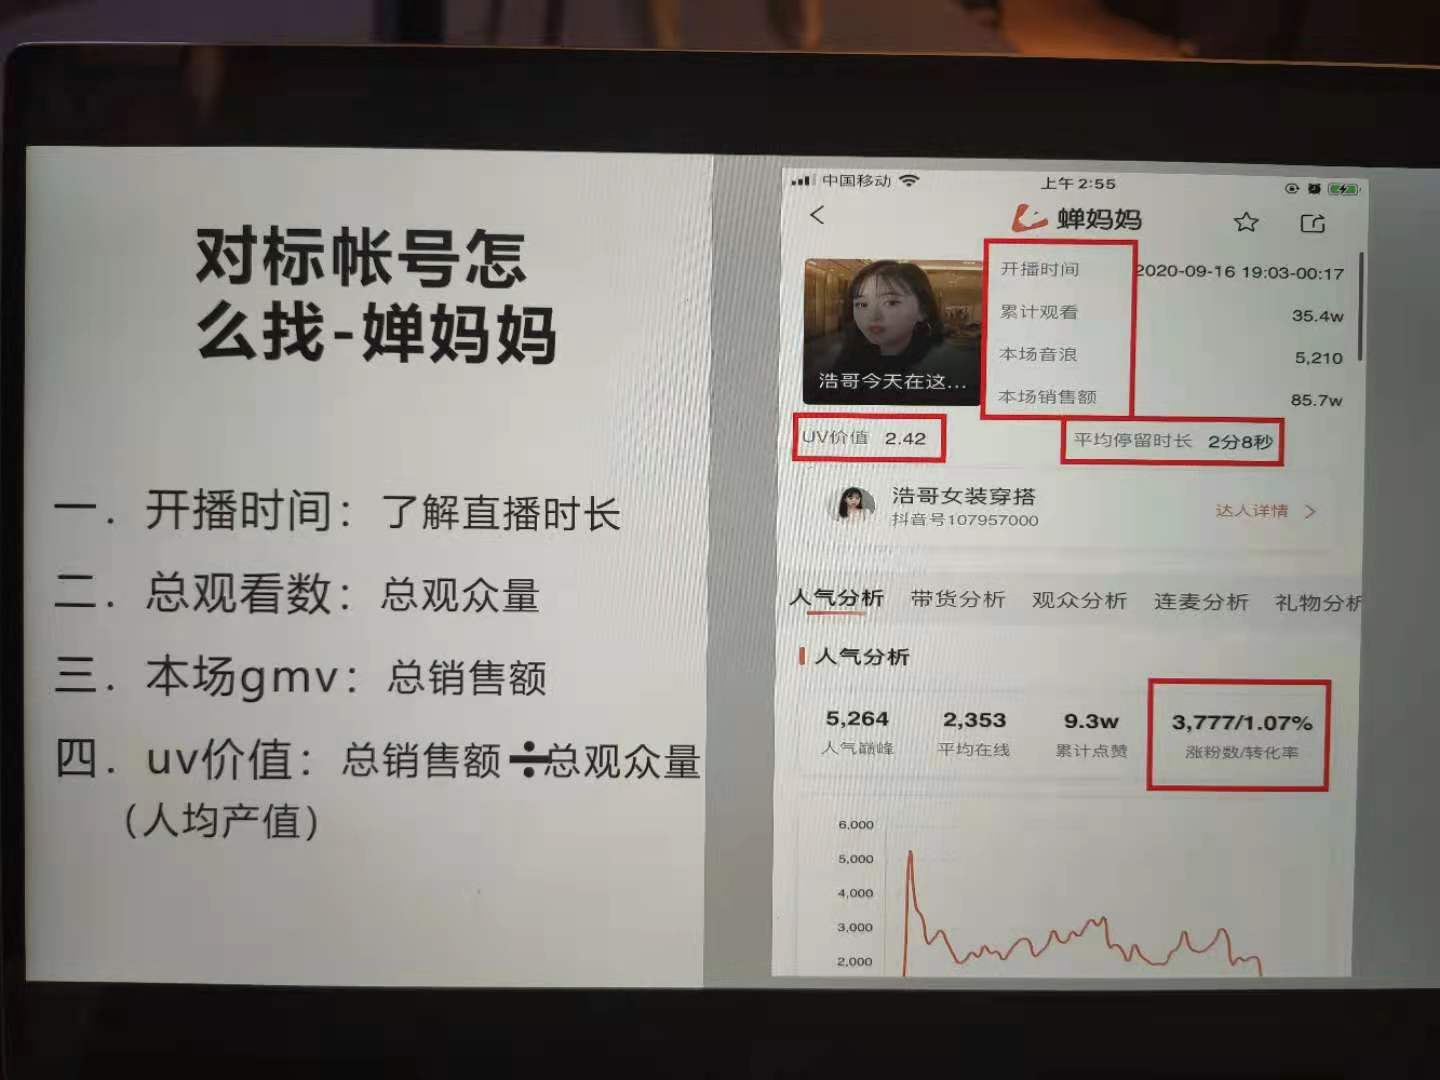 对标帐号怎
么找-婵妈妈
一. 开播时间：了解直播时长
二. 总观看数：总观众量
三. 本场gmv：总销售额
四. uv价值：总销售额÷总观众量
（人均产值）
中国移动
上午2:55
蝉妈妈
浩哥今天在这...
开播时间 2020-09-16 19:03-00:17
累计观看 35.4w
本场音浪 5,210
本场销售额 85.7w
UV价值 2.42 平均停留时长 2分8秒
浩哥女装穿搭
抖音号107957000
达人详情
人气分析 带货分析 观众分析 连麦分析 礼物分析
人气分析
5,264 2,353 9.3w 3,777/1.07%
人气巅峰 平均在线 累计点赞 涨粉数/转化率
6,000
5,000
4,000
3,000
2,000